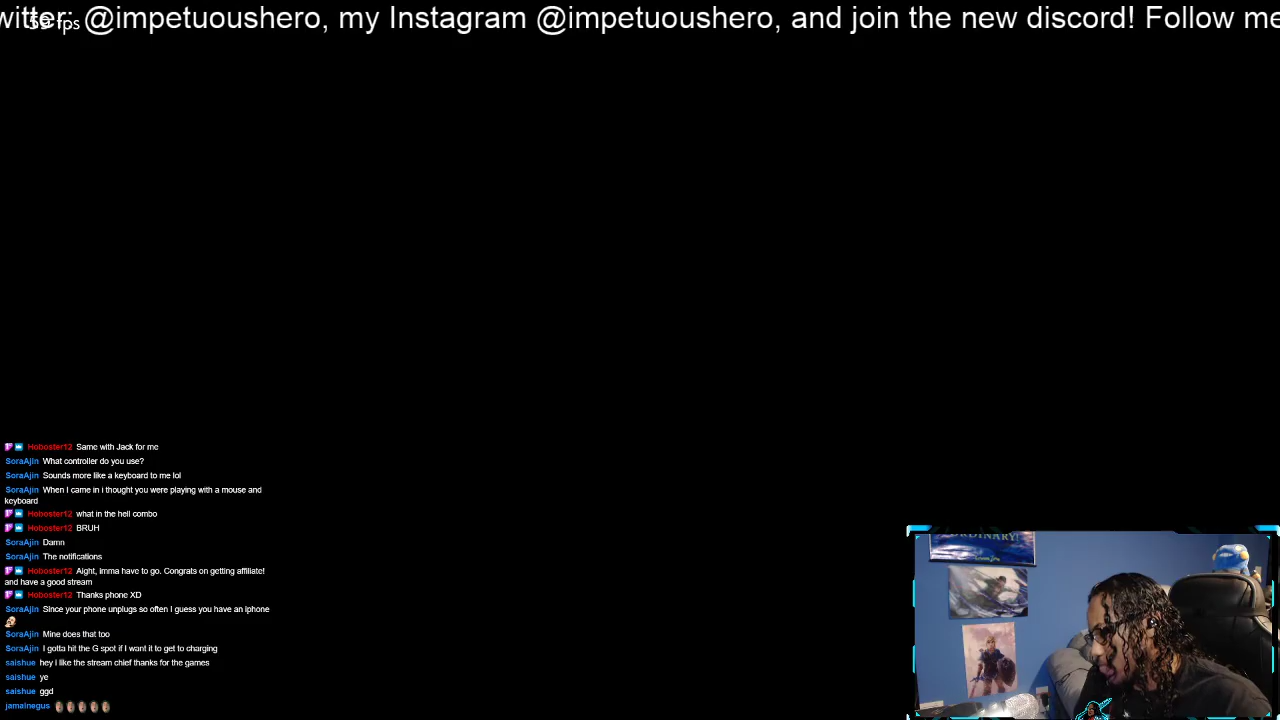 witter: @impetuoushero, my Instagram @impetuoushero, and join the new discord! Follow me
59 fps
Hoboster12 Same with Jack for me
SoraAjin What controller do you use?
SoraAjin Sounds more like a keyboard to me lol
SoraAjin When I came in i thought you were playing with a mouse and
keyboard
Hoboster12 what in the hell combo
Hoboster12 BRUH
SoraAjin Damn
SoraAjin The notifications
Hoboster12 Aight, imma have to go. Congrats on getting affiliate!
and have a good stream
Hoboster12 Thanks phone XD
SoraAjin Since your phone unplugs so often I guess you have an iphone
SoraAjin Mine does that too
SoraAjin I gotta hit the G spot if I want it to get to charging
saishue hey i like the stream chief thanks for the games
saishue ye
saishue ggd
jamalnegus
ORDINARY!